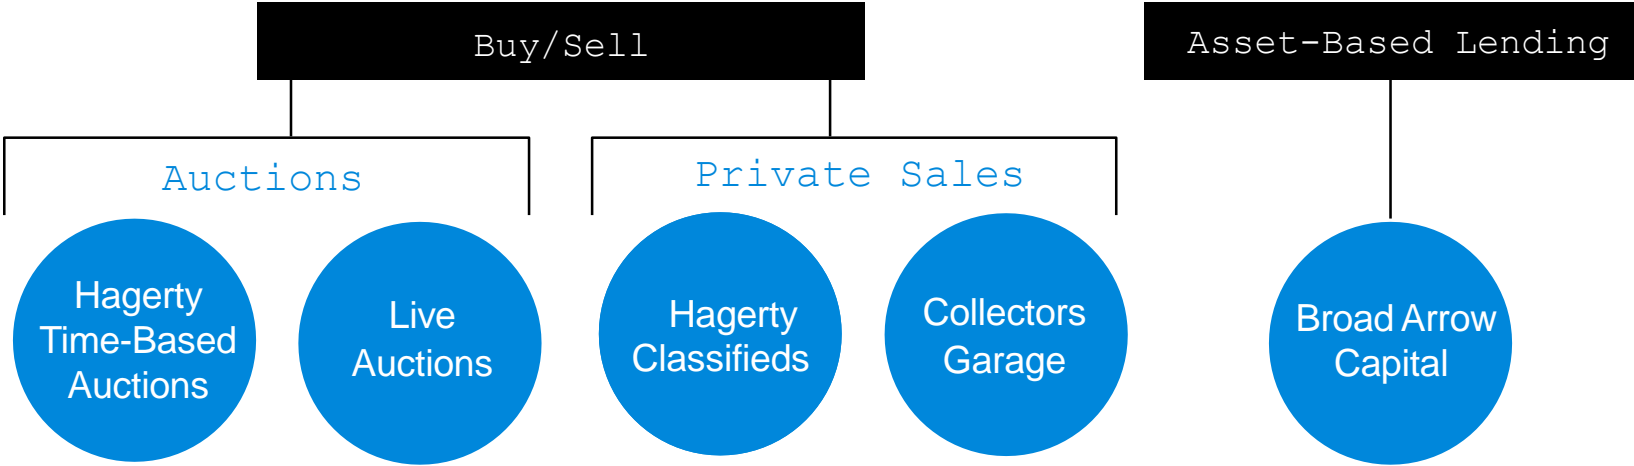 Buy/Sell
Asset-Based Lending
Auctions
Private Sales
Hagerty
Time-Based
Auctions
Live
Auctions
Hagerty
Classifieds
Collectors
Garage
Broad Arrow
Capital